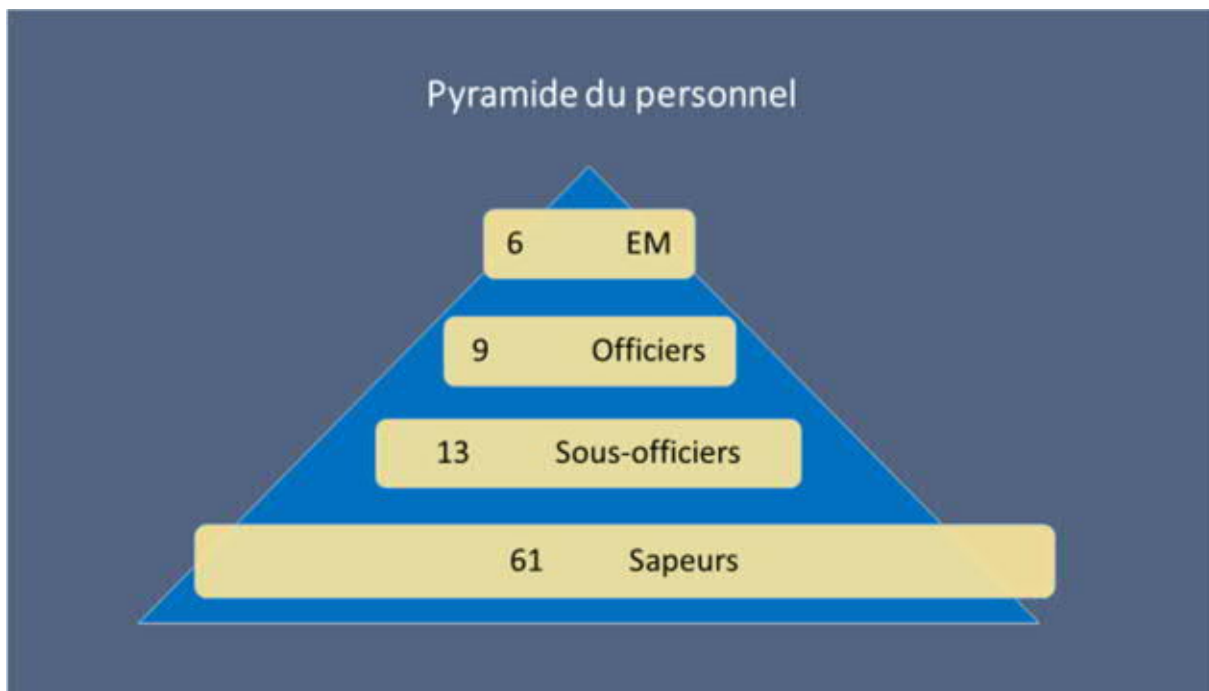 Pyramide du personnel
6 EM
9 Officiers
13 Sous-officiers
61 Sapeurs